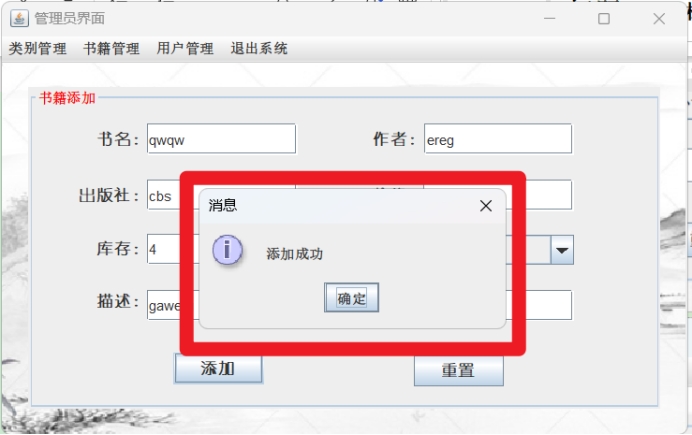 管理员界面
类别管理 书籍管理 用户管理 退出系统
书籍添加
书名: qwqw 作者: ereg
出版社: cbs
消息
库存: 4
添加成功
确定
描述: gawe
添加 重置